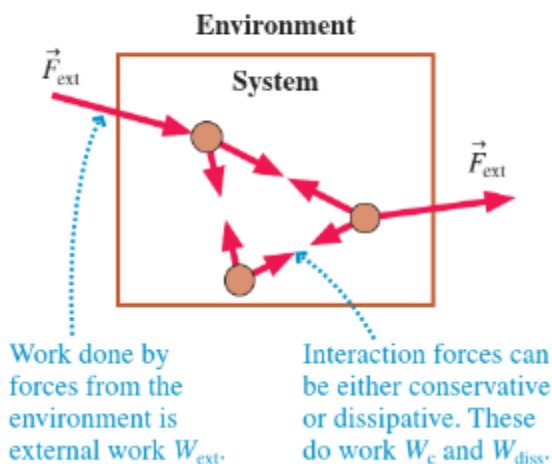 Environment
F⃗ext
System
F⃗ext
Work done by
forces from the
environment is
external work Wext.
Interaction forces can
be either conservative
or dissipative. These
do work Wc and Wdiss.